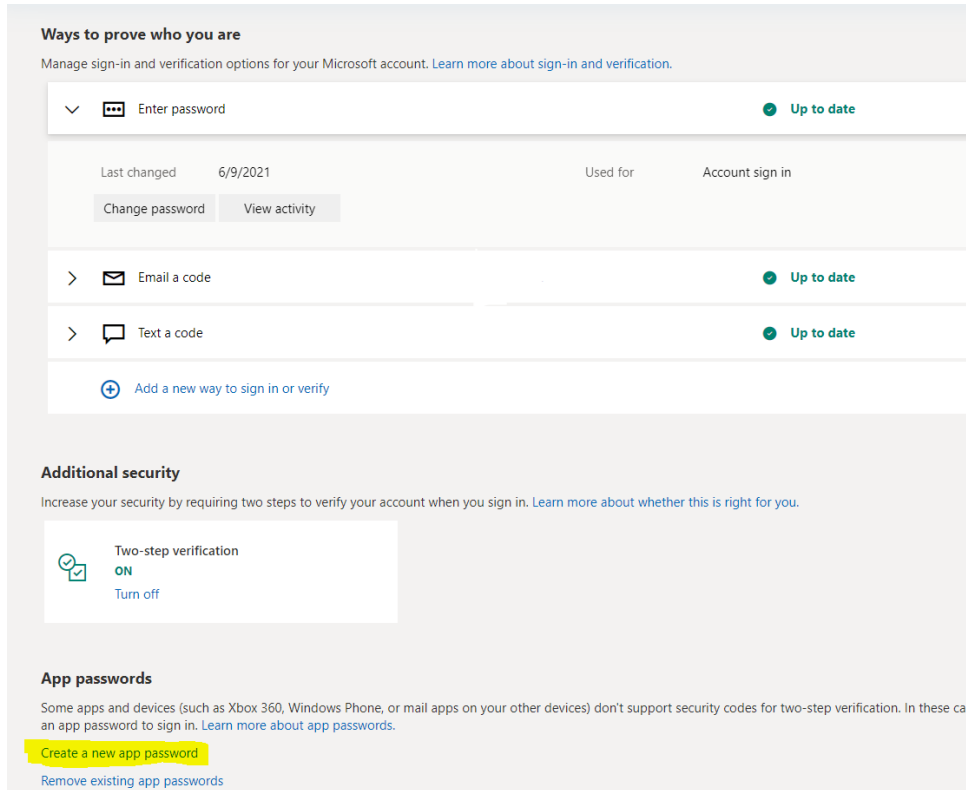 Ways to prove who you are
Manage sign-in and verification options for your Microsoft account. Learn more about sign-in and verification.
Enter password Up to date
Last changed 6/9/2021 Used for Account sign in
Change password View activity
Email a code Up to date
Text a code Up to date
Add a new way to sign in or verify
Additional security
Increase your security by requiring two steps to verify your account when you sign in. Learn more about whether this is right for you.
Two-step verification
ON
Turn off
App passwords
Some apps and devices (such as Xbox 360, Windows Phone, or mail apps on your other devices) don't support security codes for two-step verification. In these ca
an app password to sign in. Learn more about app passwords.
Create a new app password
Remove existing app passwords